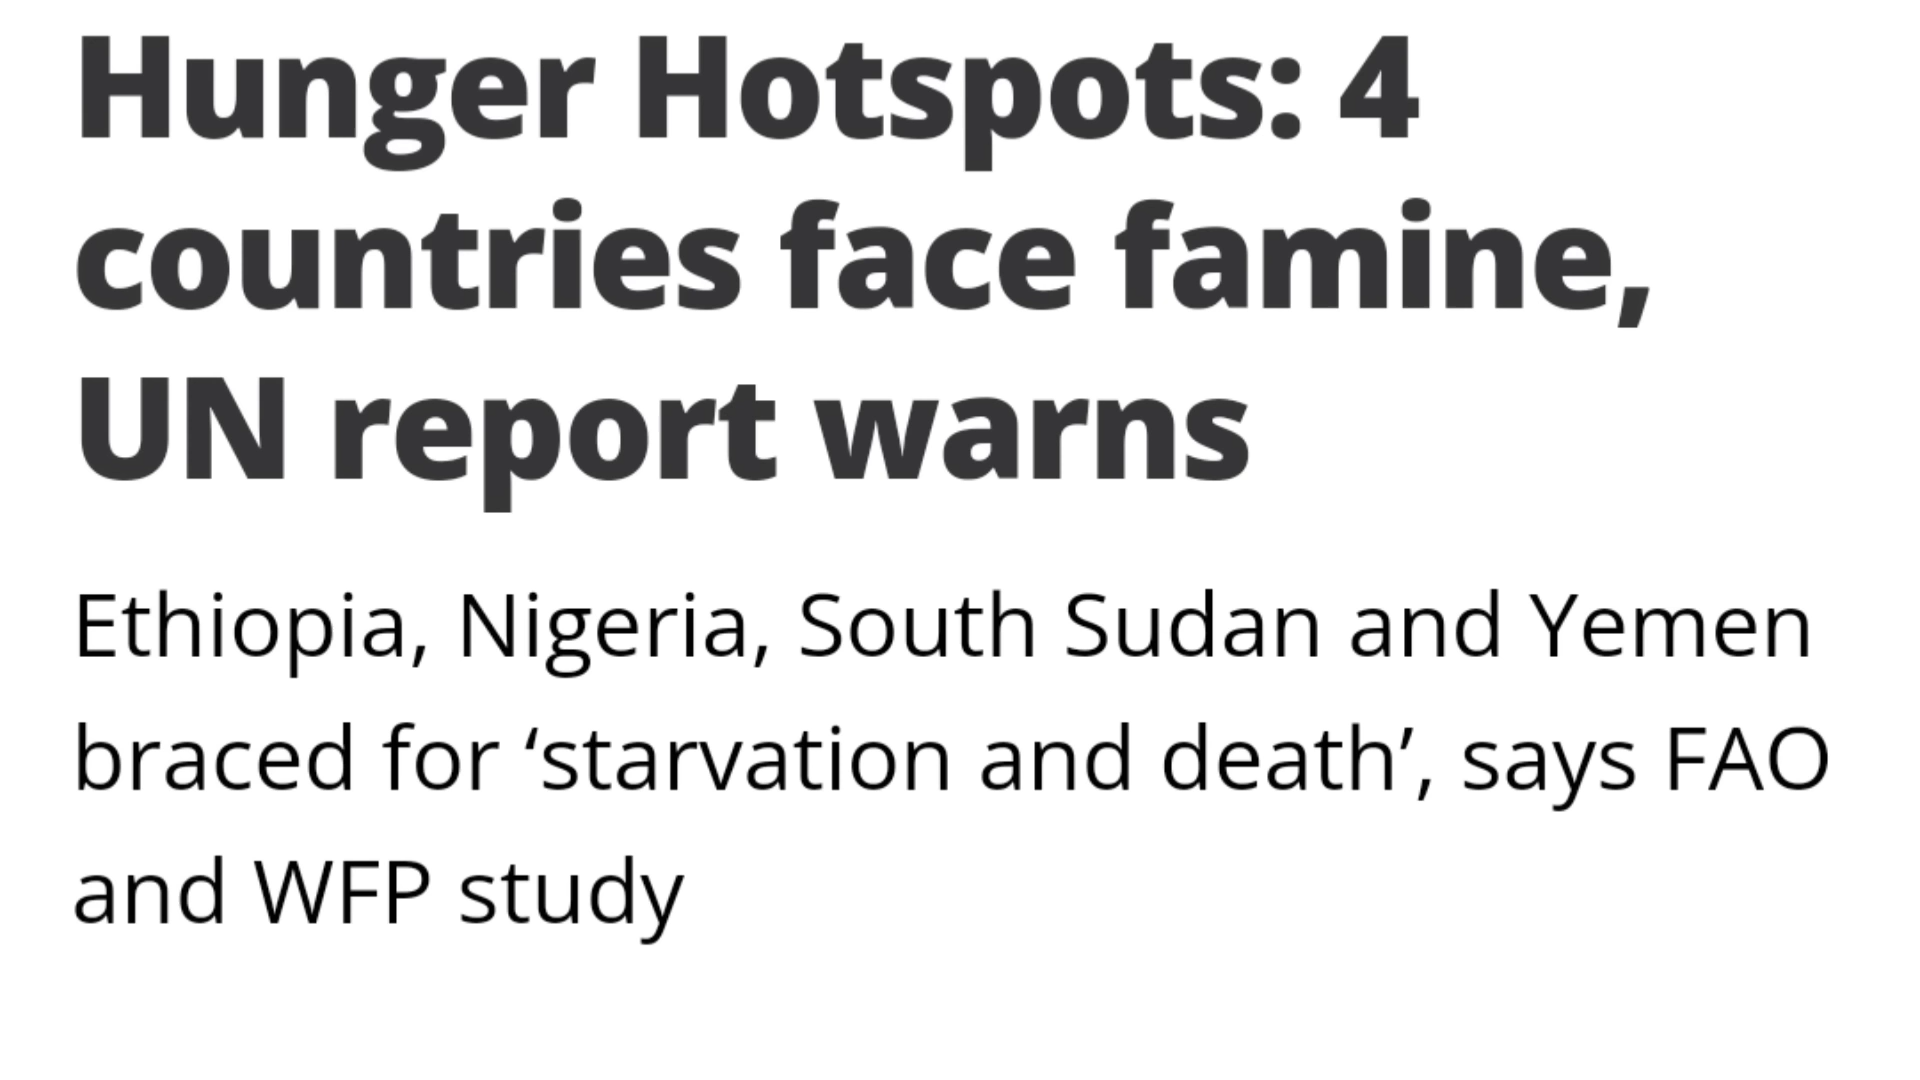 Hunger Hotspots: 4
countries face famine,
UN report warns
Ethiopia, Nigeria, South Sudan and Yemen
braced for ‘starvation and death’, says FAO
and WFP study